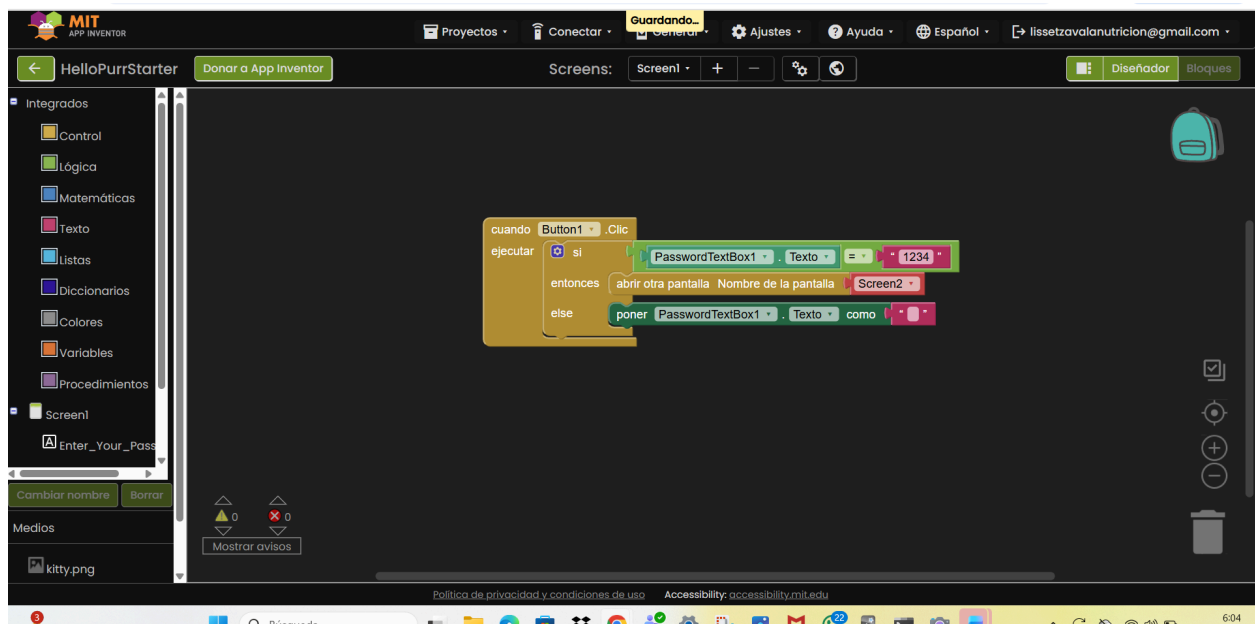 MIT
APP INVENTOR
Proyectos
Conectar
Guardando...
General
Ajustes
Ayuda
Español
lissetzavalanutricion@gmail.com
HelloPurrStarter
Donar a App Inventor
Screens:
Screen1
Diseñador
Bloques
Integrados
Control
Lógica
Matemáticas
Texto
Listas
Diccionarios
Colores
Variables
Procedimientos
Screen1
Enter_Your_Pass
Cambiar nombre
Borrar
Medios
kitty.png
cuando Button1 .Clic
ejecutar si PasswordTextBox1 . Texto = " 1234 "
entonces abrir otra pantalla Nombre de la pantalla Screen2
else poner PasswordTextBox1 . Texto como " "
0 0
Mostrar avisos
Política de privacidad y condiciones de uso Accessibility: accessibility.mit.edu
3
22
6:04